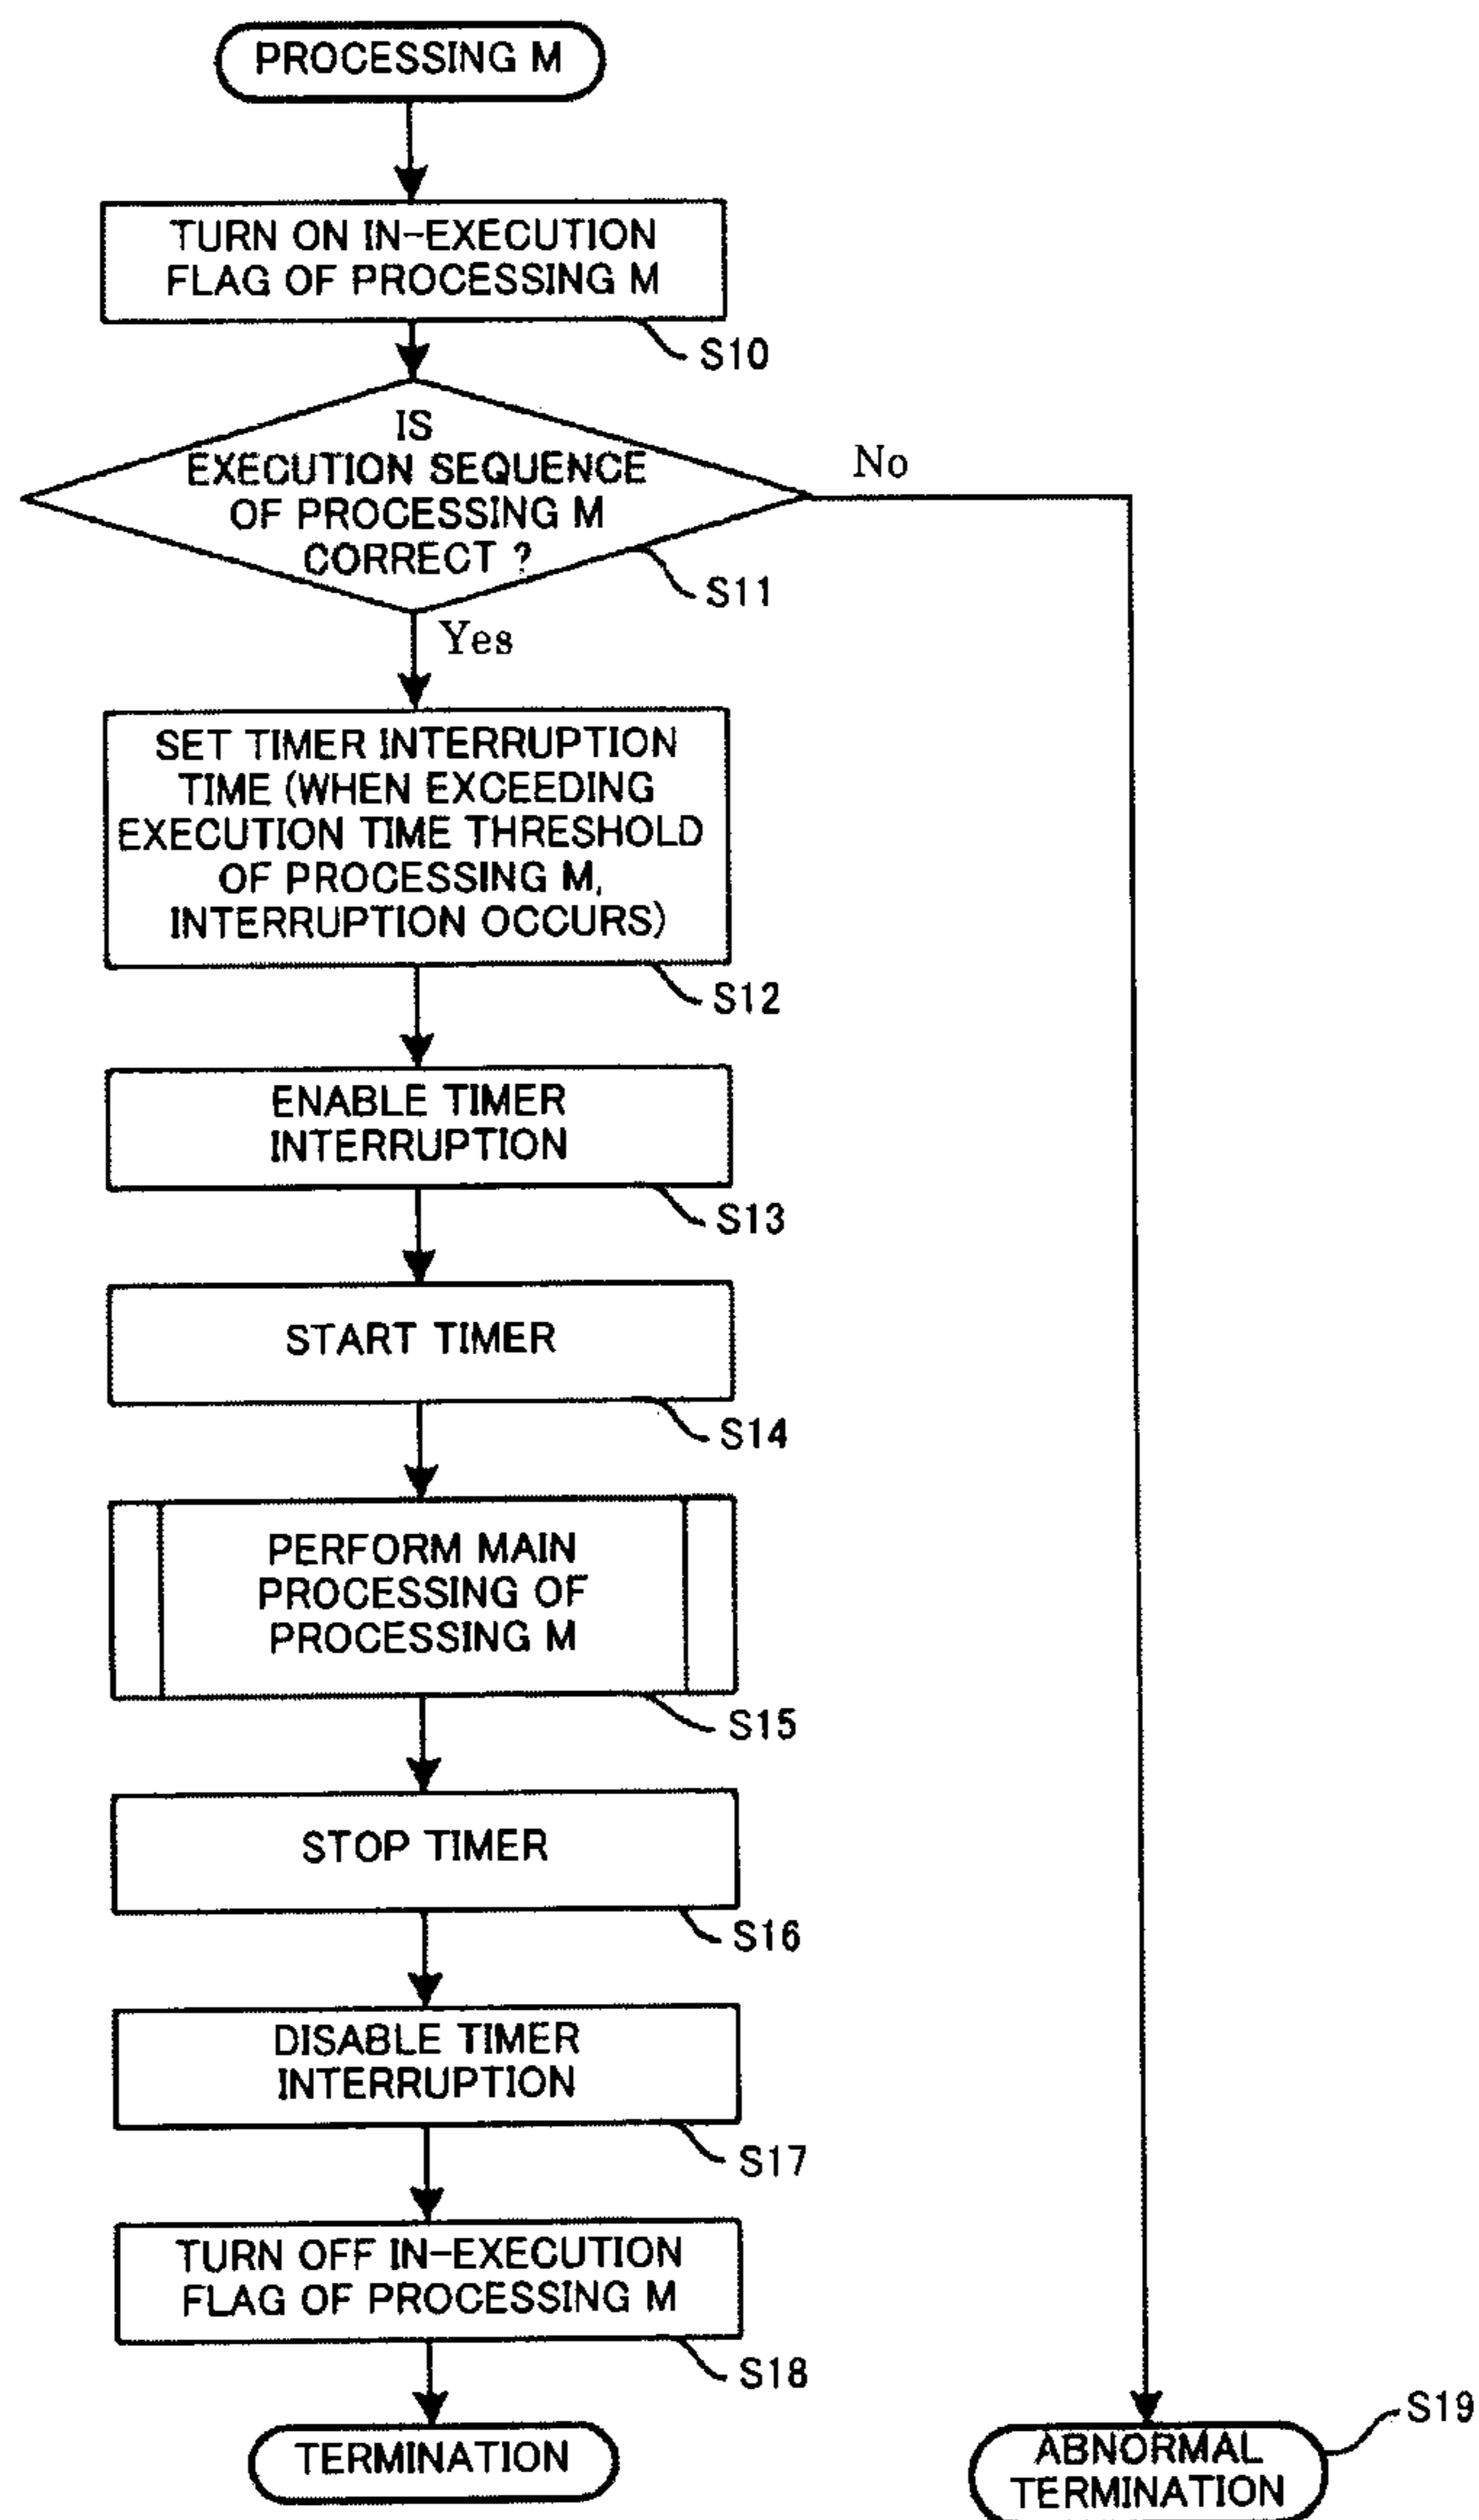 PROCESSING M
TURN ON IN-EXECUTION
FLAG OF PROCESSING M
S10
IS
EXECUTION SEQUENCE
OF PROCESSING M
CORRECT ?
No
S11
Yes
SET TIMER INTERRUPTION
TIME (WHEN EXCEEDING
EXECUTION TIME THRESHOLD
OF PROCESSING M,
INTERRUPTION OCCURS)
S12
ENABLE TIMER
INTERRUPTION
S13
START TIMER
S14
PERFORM MAIN
PROCESSING OF
PROCESSING M
S15
STOP TIMER
S16
DISABLE TIMER
INTERRUPTION
S17
TURN OFF IN-EXECUTION
FLAG OF PROCESSING M
S18
TERMINATION
S19
ABNORMAL
TERMINATION